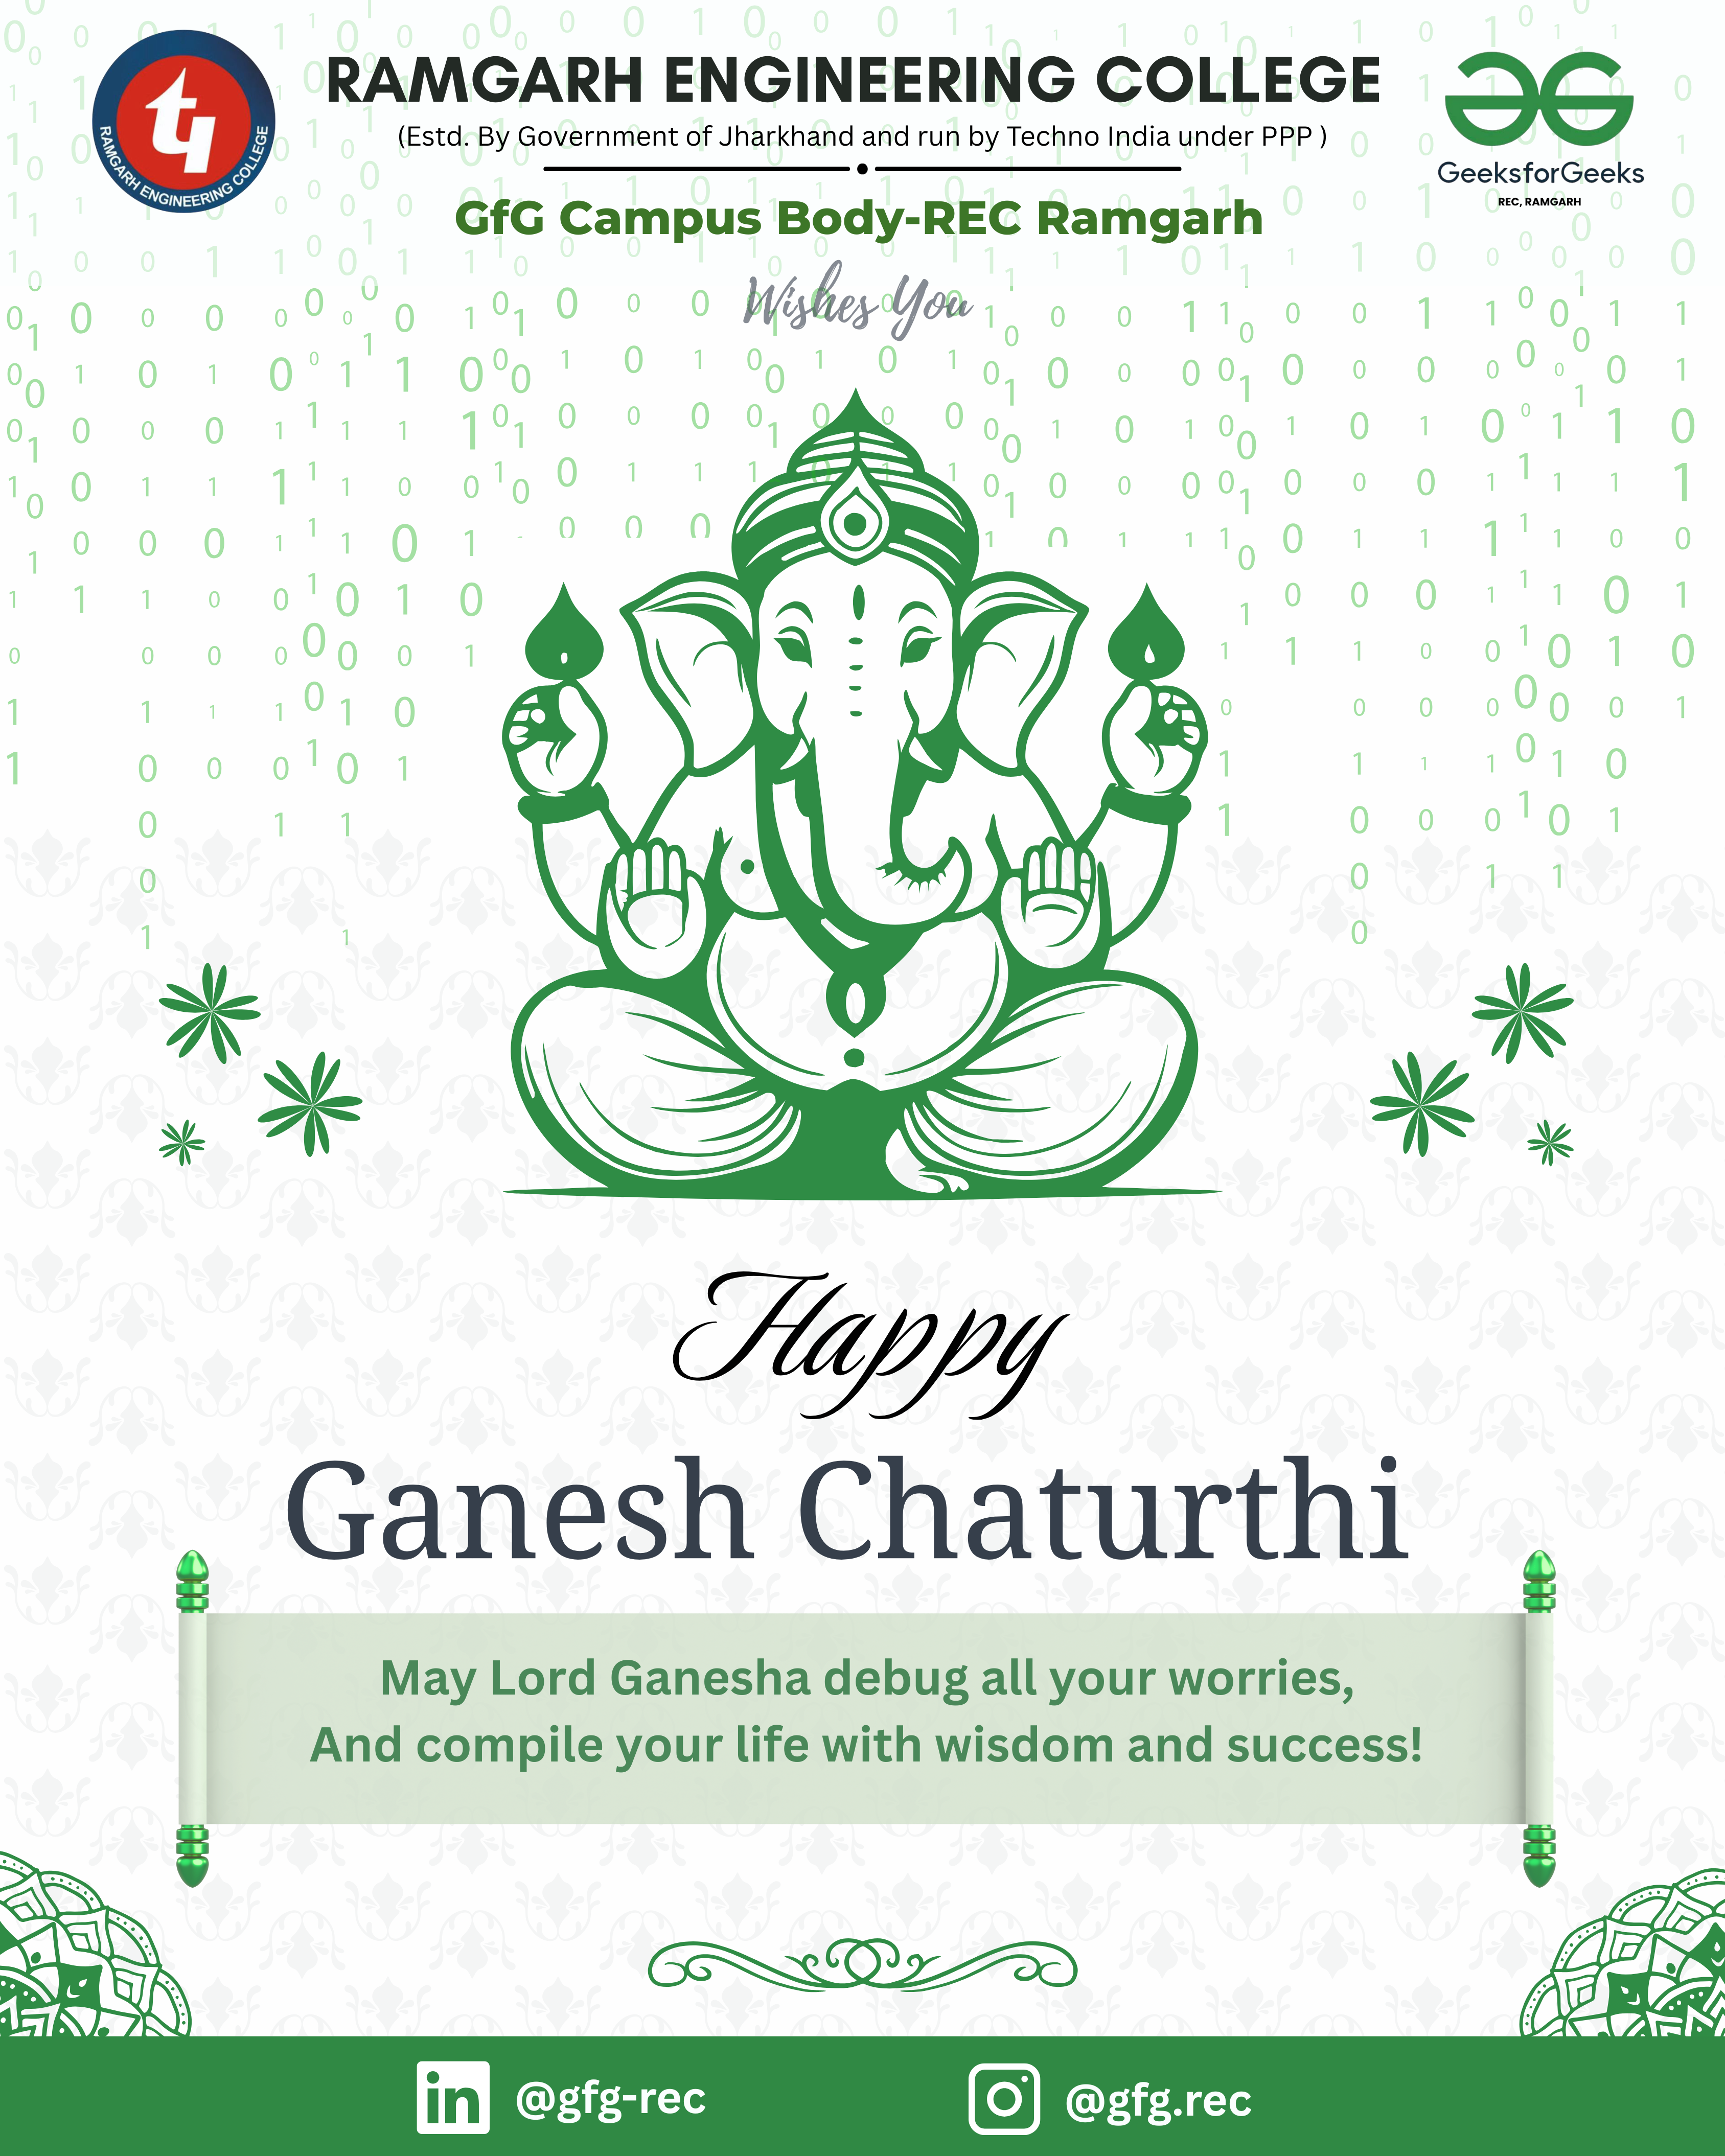 RAMGARH ENGINEERING COLLEGE
(Estd. By Government of Jharkhand and run by Techno India under PPP )
RAMGARH ENGINEERING COLLEGE
GeeksforGeeks
REC, RAMGARH
GfG Campus Body-REC Ramgarh
Wishes You
Happy
Ganesh Chaturthi
May Lord Ganesha debug all your worries,
And compile your life with wisdom and success!
in @gfg-rec
@gfg.rec